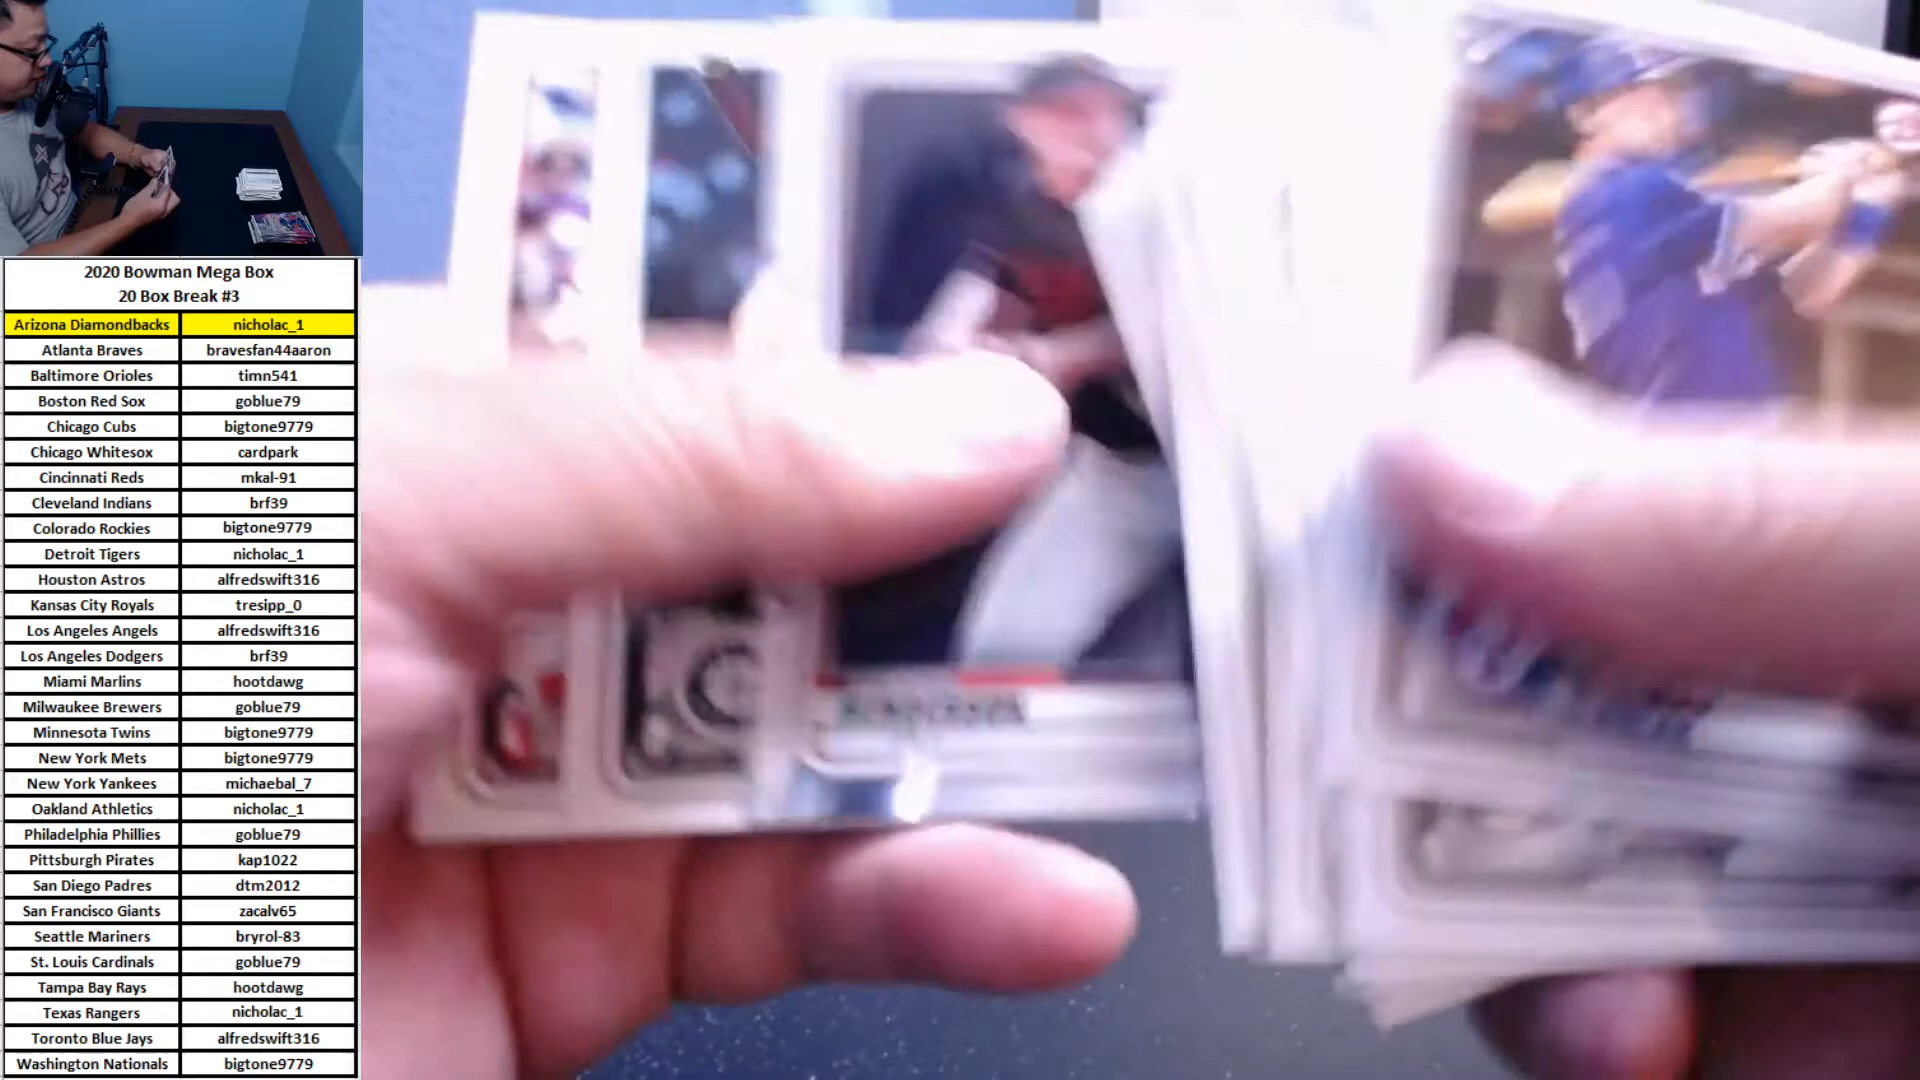 2020 Bowman Mega Box
20 Box Break #3
Arizona Diamondbacks nicholac_1
Atlanta Braves bravesfan44aaron
Baltimore Orioles timn541
Boston Red Sox goblue79
Chicago Cubs bigtone9779
Chicago Whitesox cardpark
Cincinnati Reds mkal-91
Cleveland Indians brf39
Colorado Rockies bigtone9779
Detroit Tigers nicholac_1
Houston Astros alfredswift316
Kansas City Royals tresipp_0
Los Angeles Angels alfredswift316
Los Angeles Dodgers brf39
Miami Marlins hootdawg
Milwaukee Brewers goblue79
Minnesota Twins bigtone9779
New York Mets bigtone9779
New York Yankees michaebal_7
Oakland Athletics nicholac_1
Philadelphia Phillies goblue79
Pittsburgh Pirates kap1022
San Diego Padres dtm2012
San Francisco Giants zacalv65
Seattle Mariners bryrol-83
St. Louis Cardinals goblue79
Tampa Bay Rays hootdawg
Texas Rangers nicholac_1
Toronto Blue Jays alfredswift316
Washington Nationals bigtone9779